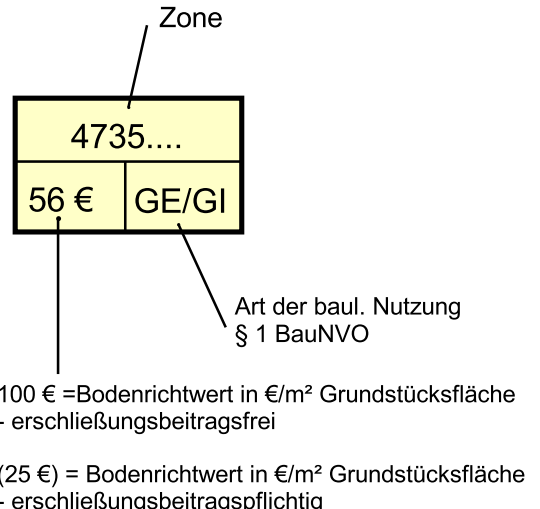 Zone
4735....
56 € GE/GI
Art der baul. Nutzung
§ 1 BauNVO
100 € =Bodenrichtwert in €/m² Grundstücksfläche
- erschließungsbeitragsfrei
(25 €) = Bodenrichtwert in €/m² Grundstücksfläche
- erschließungsbeitragspflichtig